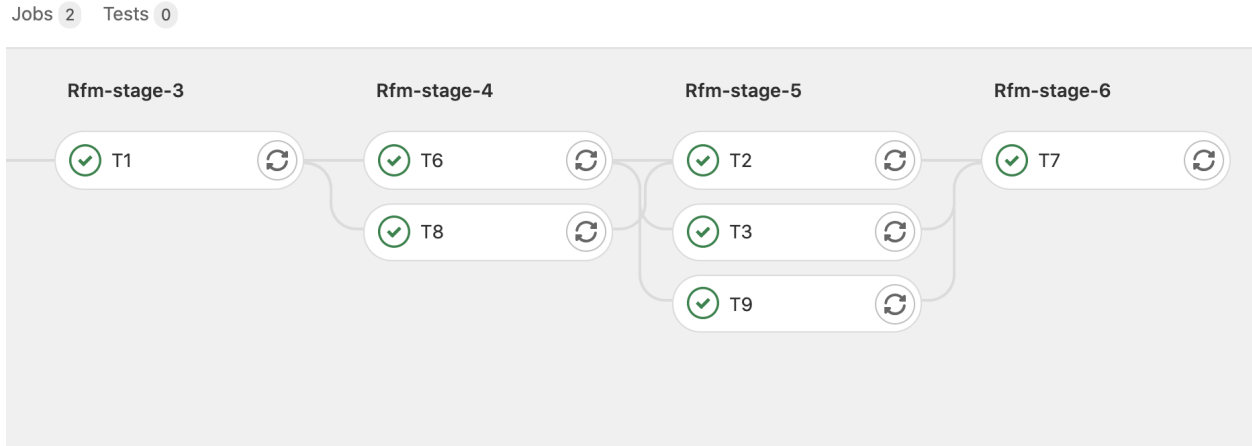 Jobs 2 Tests 0
Rfm-stage-3 Rfm-stage-4 Rfm-stage-5 Rfm-stage-6
T1 T6 T2 T7
T8 T3
T9